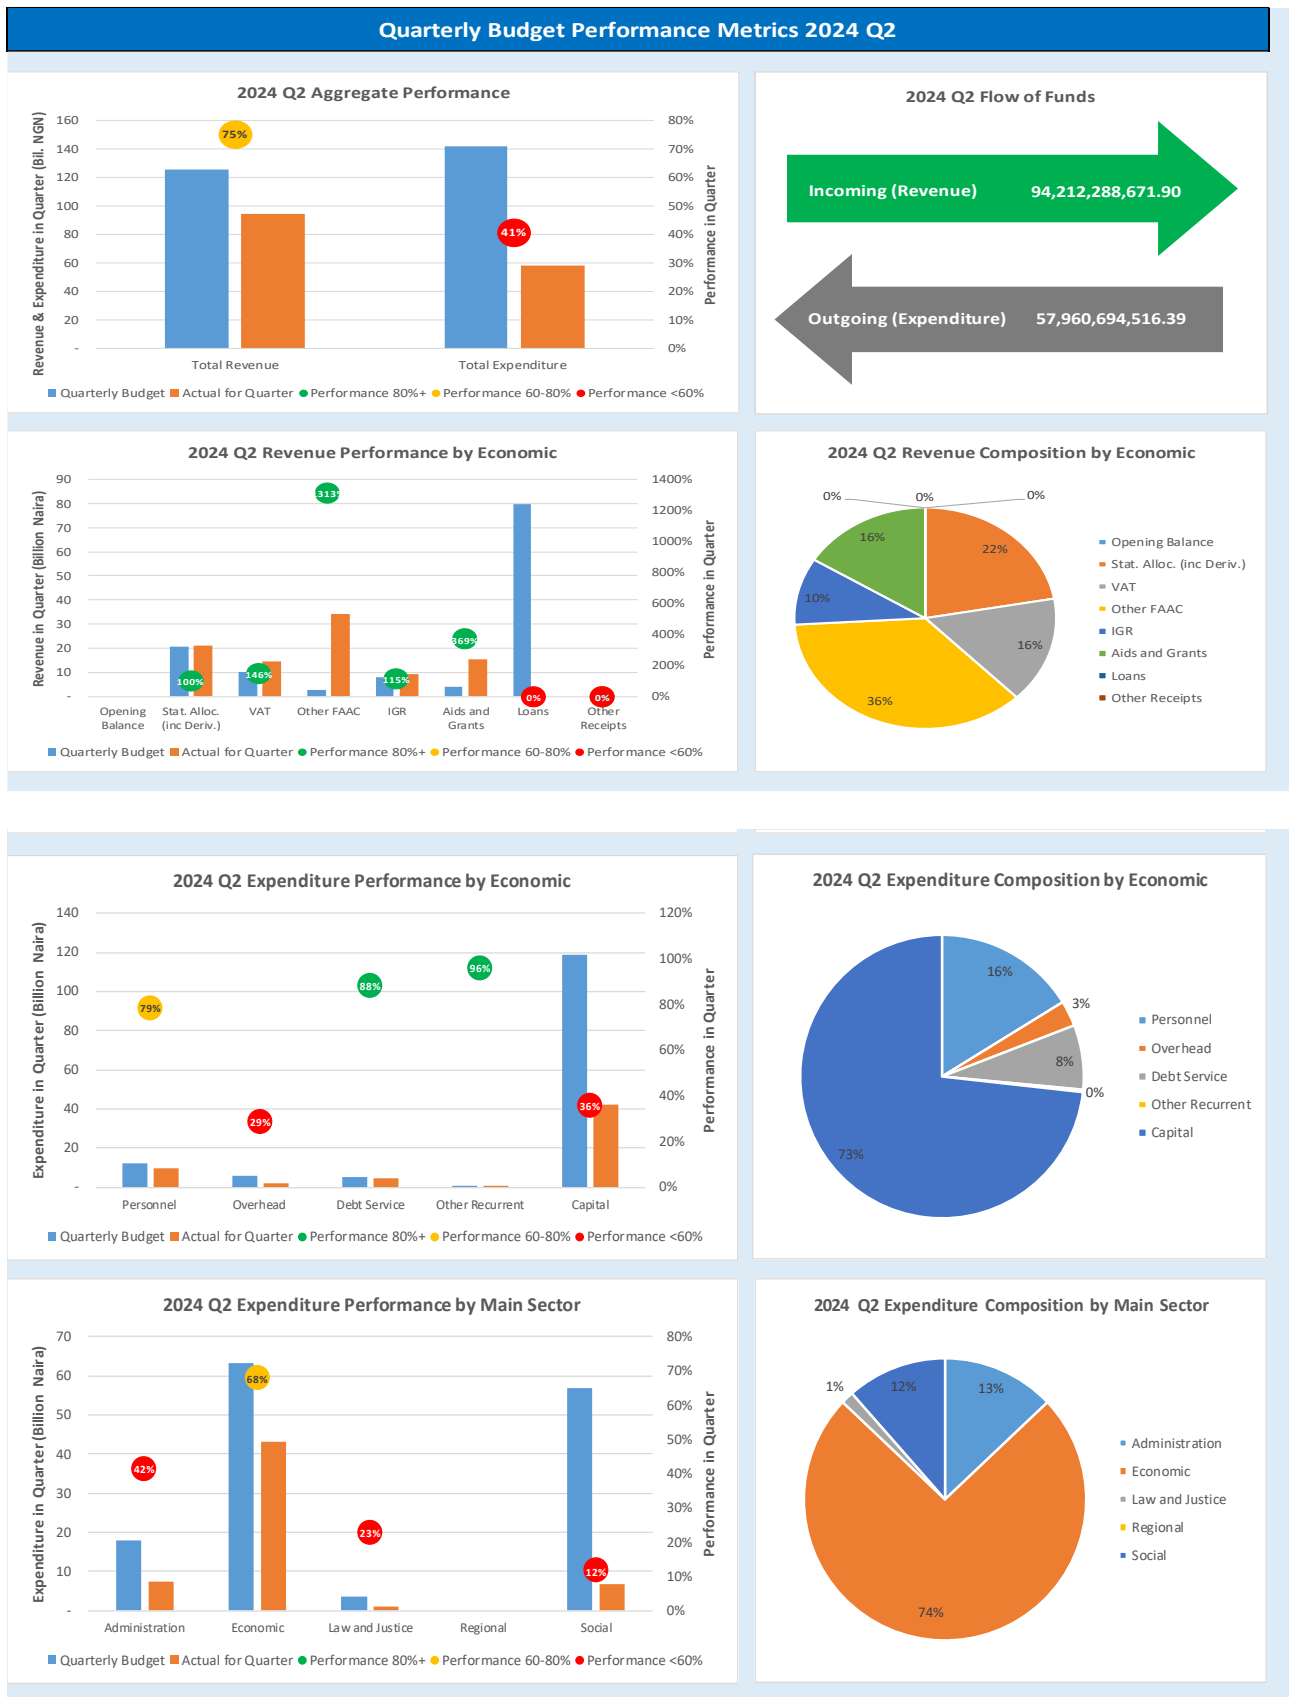 Quarterly Budget Performance Metrics 2024 Q2
2024 Q2 Aggregate Performance
Revenue & Expenditure in Quarter (Bil. NGN)
160
140
120
100
80
60
40
20
-
75%
41%
80%
70%
60%
50%
40%
30%
20%
10%
0%
Performance in Quarter
Total Revenue
Total Expenditure
Quarterly Budget
Actual for Quarter
Performance 80%+
Performance 60-80%
Performance <60%
2024 Q2 Flow of Funds
Incoming (Revenue) 94,212,288,671.90
Outgoing (Expenditure) 57,960,694,516.39
2024 Q2 Revenue Performance by Economic
Revenue in Quarter (Billion Naira)
90
80
70
60
50
40
30
20
10
-
100%
146%
1313%
115%
369%
0%
0%
1400%
1200%
1000%
800%
600%
400%
200%
0%
Performance in Quarter
Opening
Balance
Stat. Alloc.
(inc Deriv.)
VAT
Other FAAC
IGR
Aids and
Grants
Loans
Other
Receipts
Quarterly Budget
Actual for Quarter
Performance 80%+
Performance 60-80%
Performance <60%
2024 Q2 Revenue Composition by Economic
0%
0%
0%
16%
22%
10%
16%
36%
Opening Balance
Stat. Alloc. (inc Deriv.)
VAT
Other FAAC
IGR
Aids and Grants
Loans
Other Receipts
2024 Q2 Expenditure Performance by Economic
Expenditure in Quarter (Billion Naira)
140
120
100
80
60
40
20
-
79%
29%
88%
96%
36%
120%
100%
80%
60%
40%
20%
0%
Performance in Quarter
Personnel
Overhead
Debt Service
Other Recurrent
Capital
Quarterly Budget
Actual for Quarter
Performance 80%+
Performance 60-80%
Performance <60%
2024 Q2 Expenditure Composition by Economic
16%
3%
8%
0%
73%
Personnel
Overhead
Debt Service
Other Recurrent
Capital
2024 Q2 Expenditure Performance by Main Sector
Expenditure in Quarter (Billion Naira)
70
60
50
40
30
20
10
-
42%
68%
23%
12%
80%
70%
60%
50%
40%
30%
20%
10%
0%
Performance in Quarter
Administration
Economic
Law and Justice
Regional
Social
Quarterly Budget
Actual for Quarter
Performance 80%+
Performance 60-80%
Performance <60%
2024 Q2 Expenditure Composition by Main Sector
1%
12%
13%
74%
Administration
Economic
Law and Justice
Regional
Social